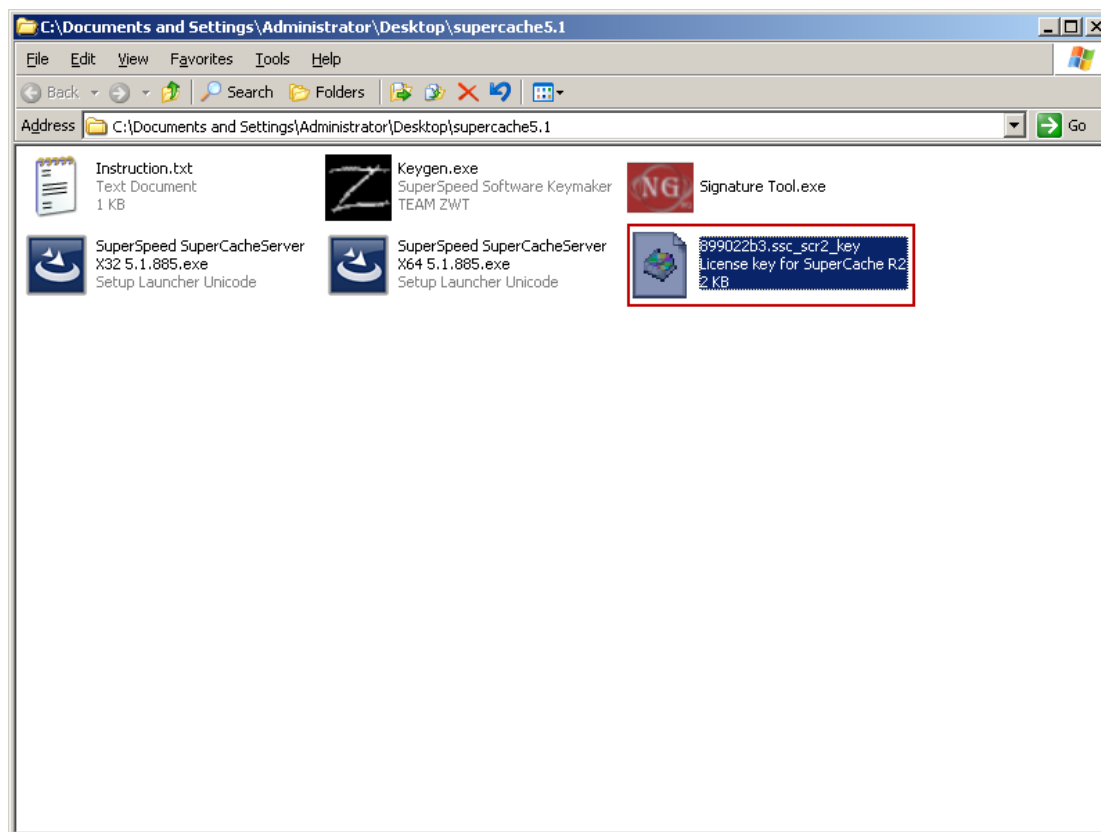 C:\Documents and Settings\Administrator\Desktop\supercache5.1
File Edit View Favorites Tools Help
Back Search Folders
Address C:\Documents and Settings\Administrator\Desktop\supercache5.1 Go
Instruction.txt
Text Document
1 KB
Keygen.exe
SuperSpeed Software Keymaker
TEAM ZWT
NG
Signature Tool.exe
SuperSpeed SuperCacheServer
X32 5.1.885.exe
Setup Launcher Unicode
SuperSpeed SuperCacheServer
X64 5.1.885.exe
Setup Launcher Unicode
899022b3.ssc_scr2_key
License key for SuperCache R2
2 KB